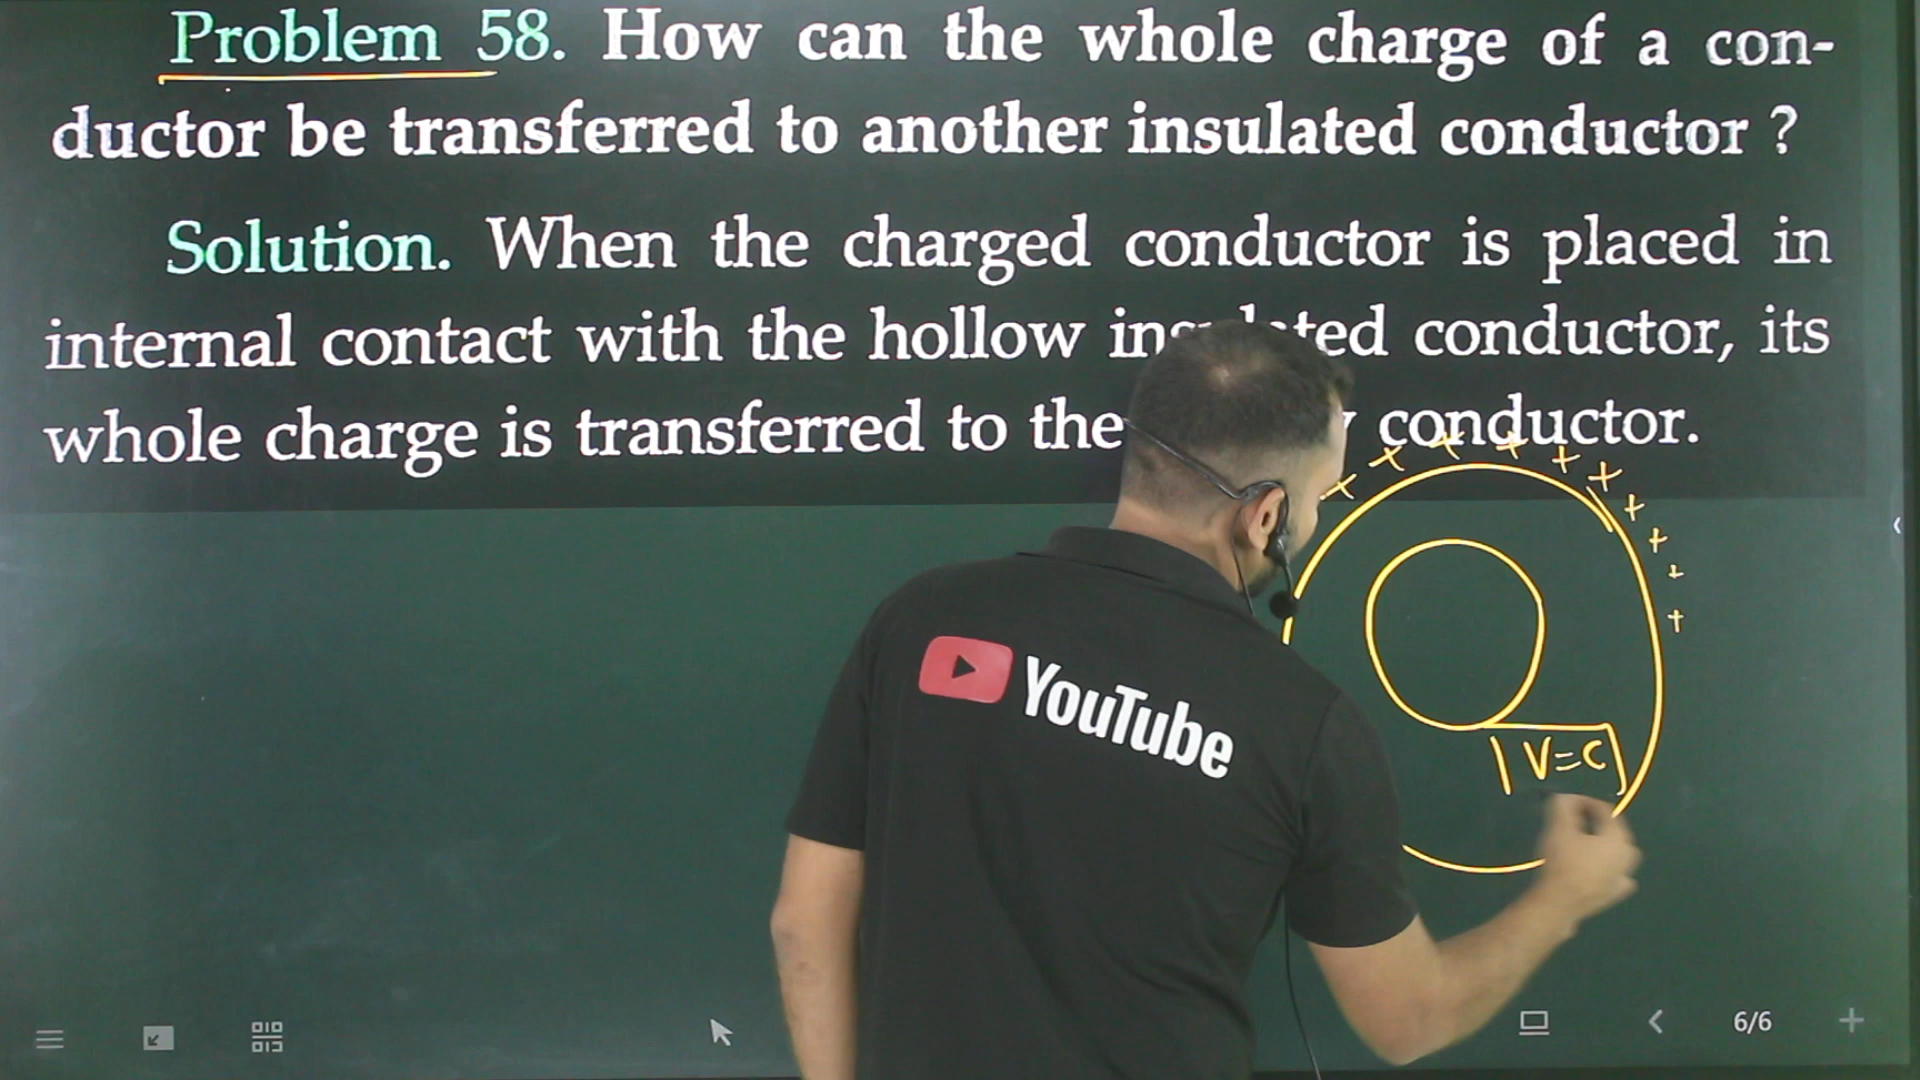 Problem 58. How can the whole charge of a con-
ductor be transferred to another insulated conductor ?
Solution. When the charged conductor is placed in
internal contact with the hollow insulated conductor, its
whole charge is transferred to the conductor.
+ + + + + + + + + +
V=C
YouTube
6/6